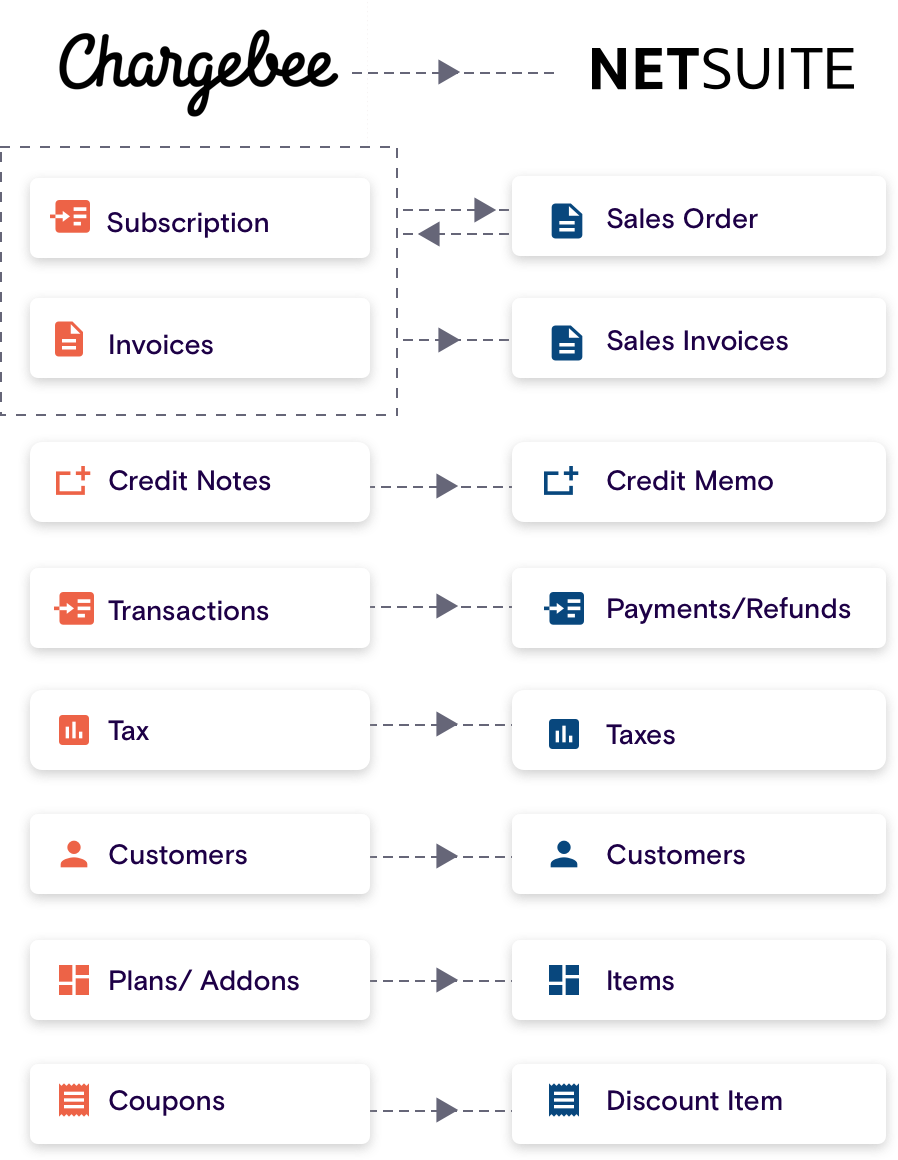 Chargebee NETSUITE
Subscription Sales Order
Invoices Sales Invoices
Credit Notes Credit Memo
Transactions Payments/Refunds
Tax Taxes
Customers Customers
Plans/ Addons Items
Coupons Discount Item